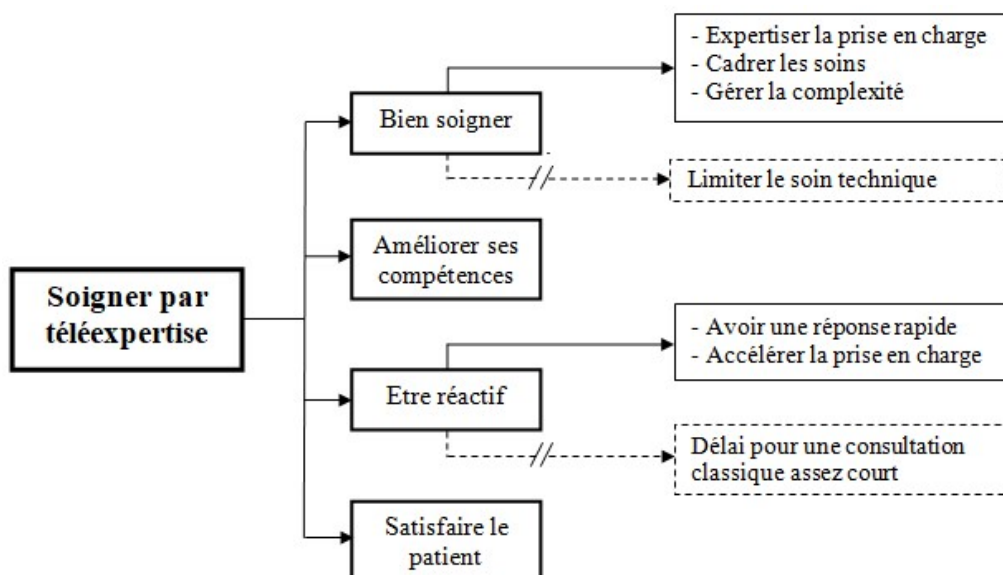 Soigner par
téléexpertise
Bien soigner
- Expertiser la prise en charge
- Cadrer les soins
- Gérer la complexité
Limiter le soin technique
Améliorer ses
compétences
Etre réactif
- Avoir une réponse rapide
- Accélérer la prise en charge
Délai pour une consultation
classique assez court
Satisfaire le
patient